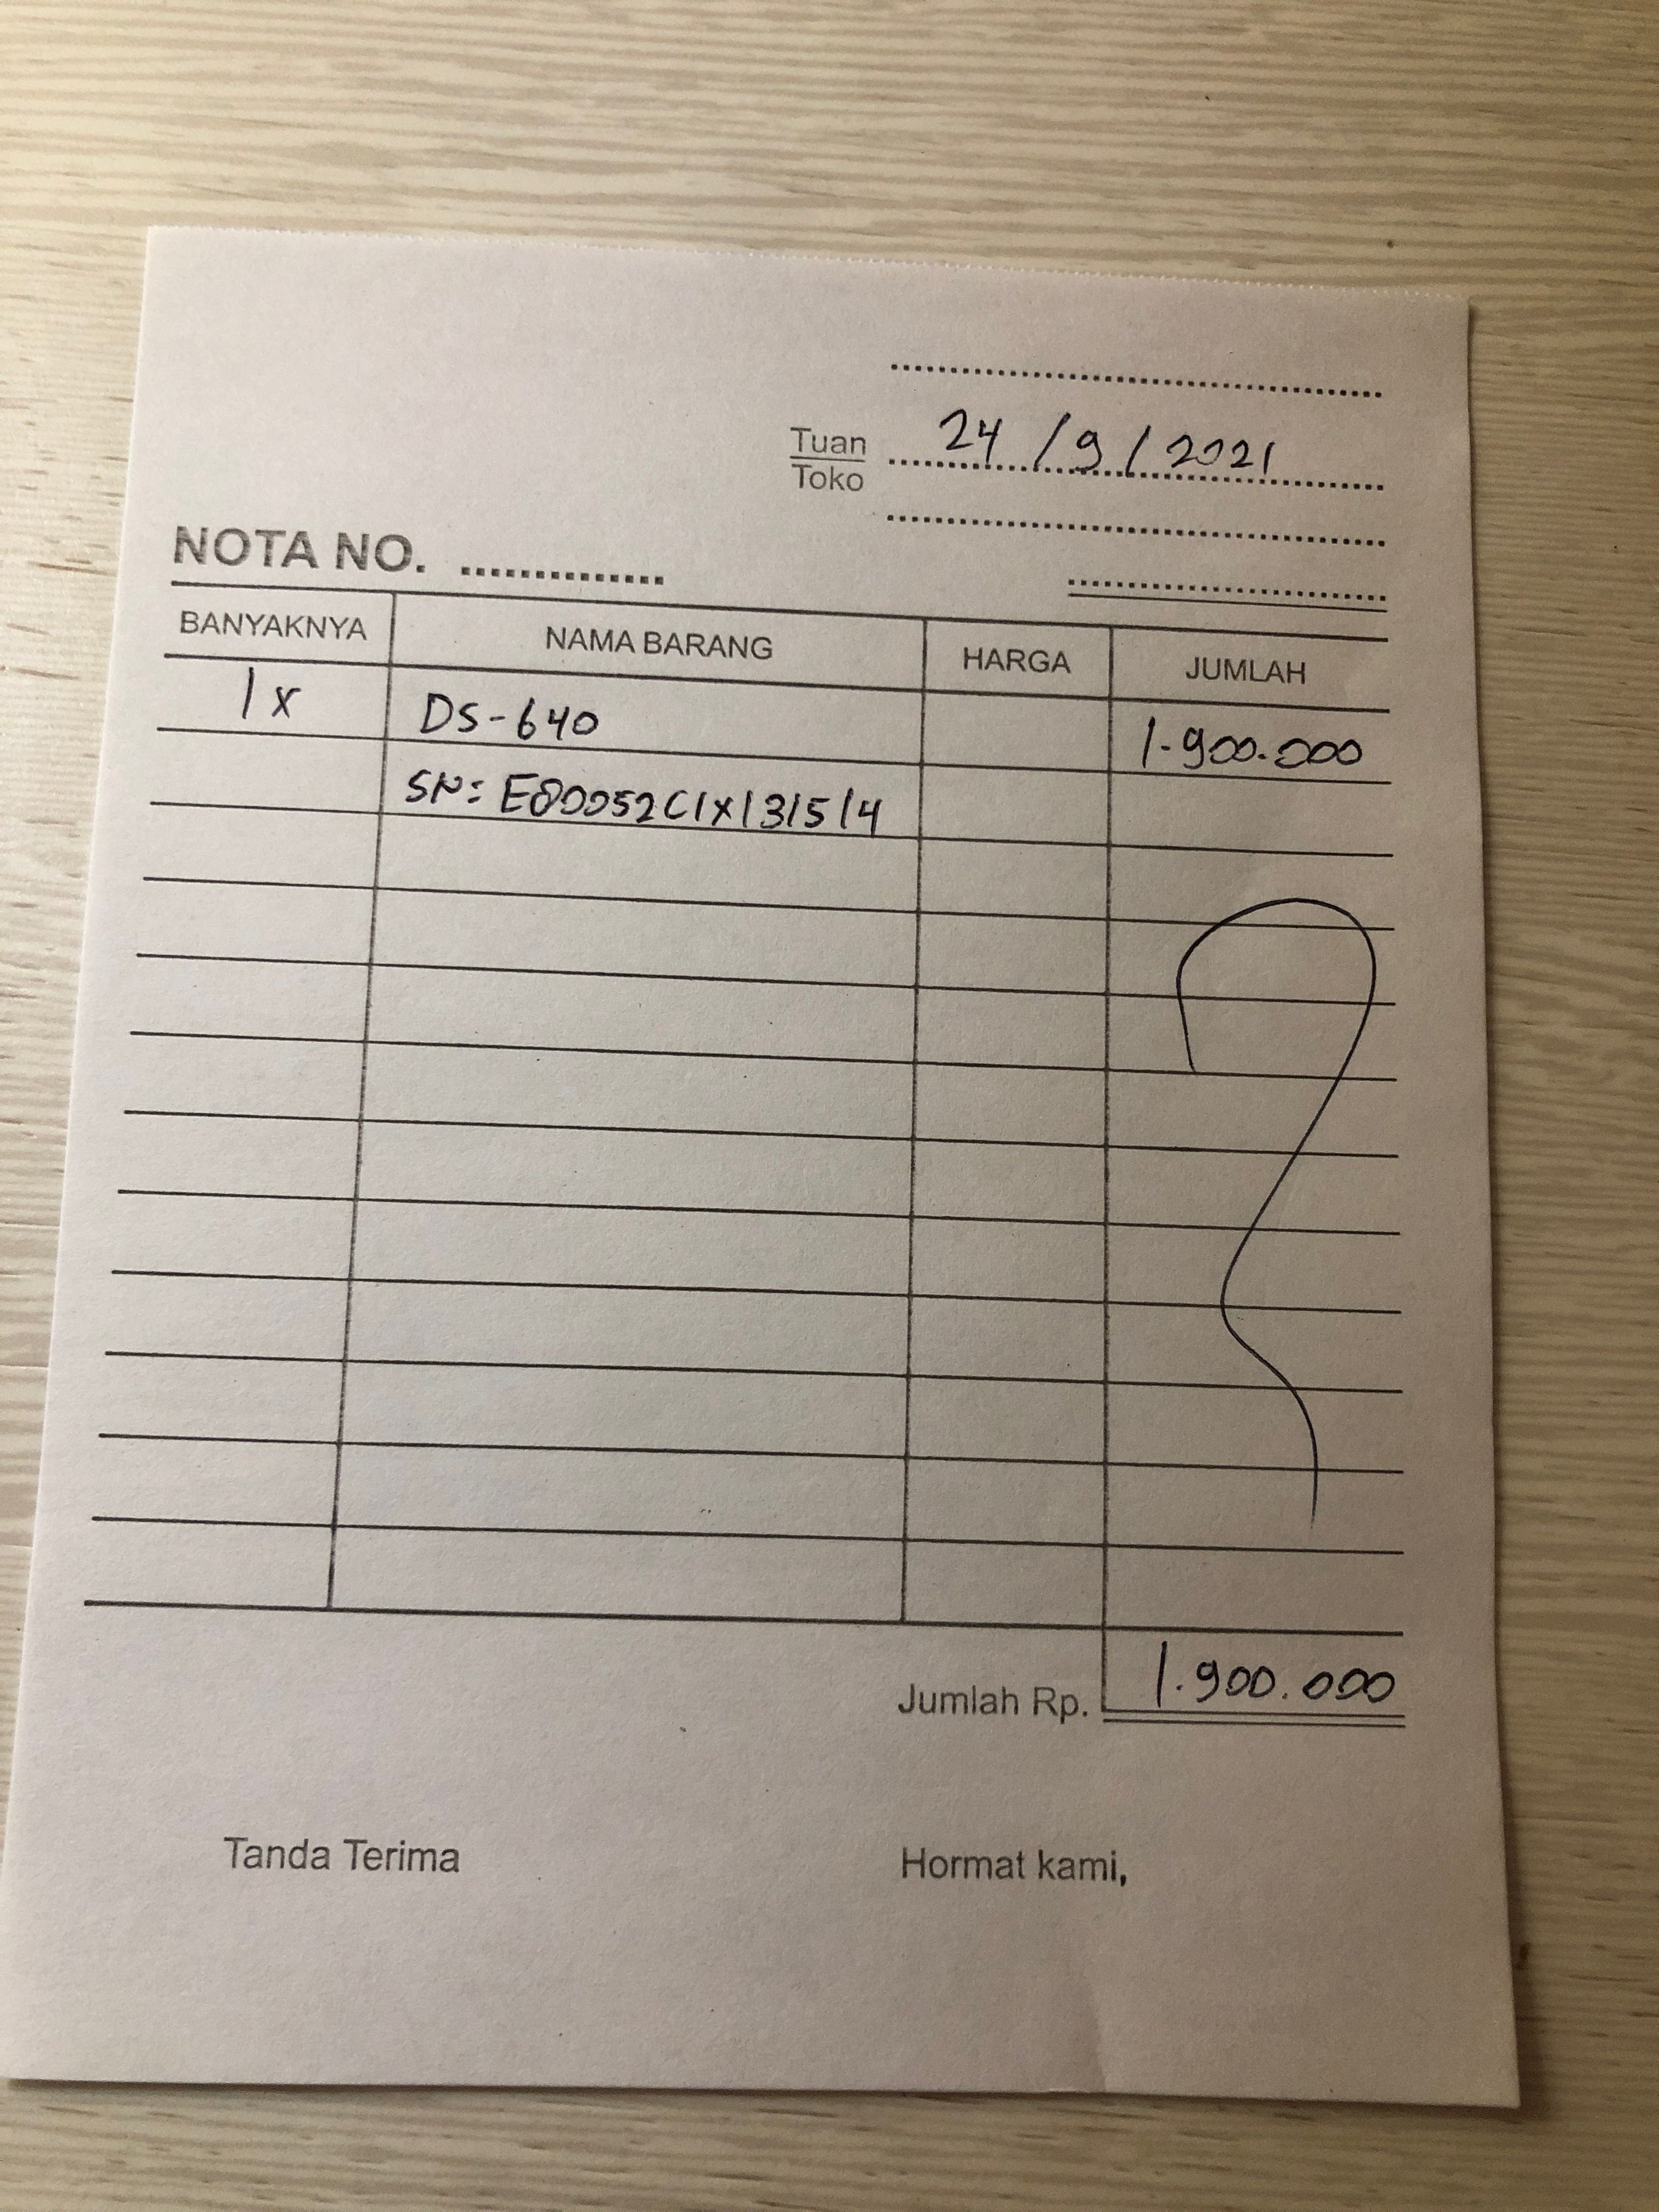 Tuan
Toko
24/9/2021
NOTA NO. ..............
BANYAKNYA NAMA BARANG HARGA JUMLAH
1x DS-640 1.900.000
SN: E80052C1X131514
Jumlah Rp. 1.900.000
Tanda Terima Hormat kami,